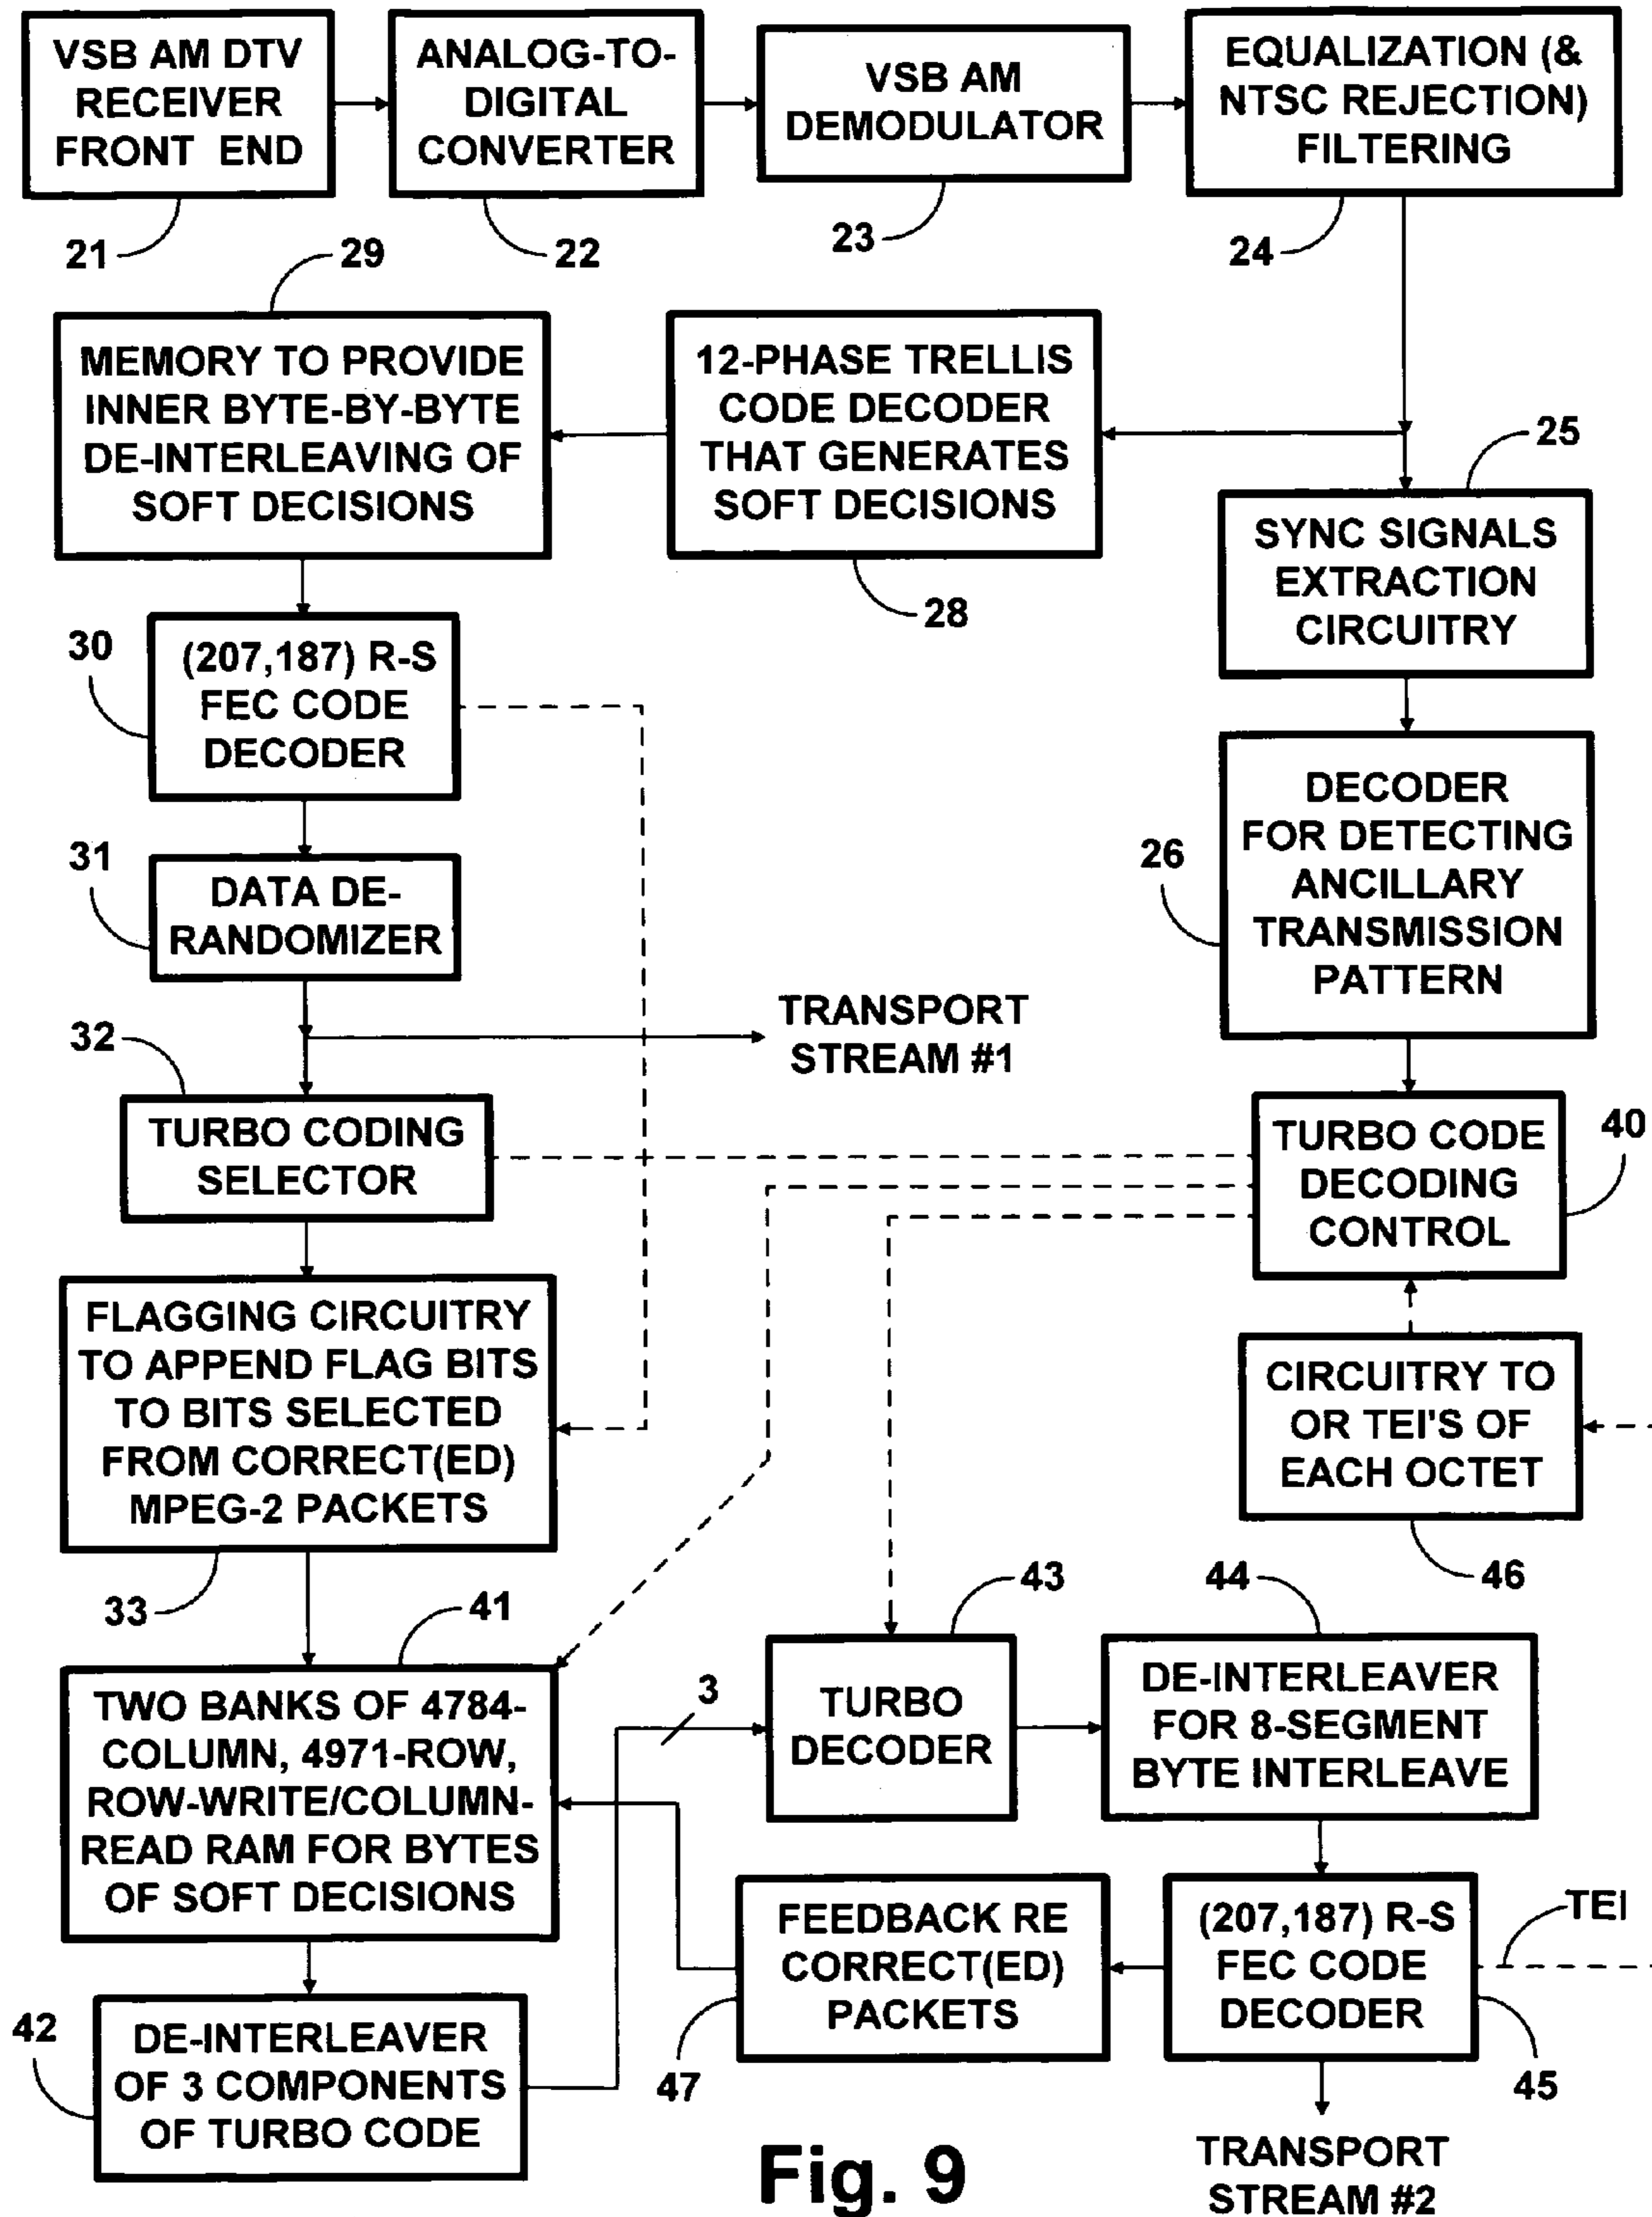 VSB AM DTV
RECEIVER
FRONT END
21
ANALOG-TO-
DIGITAL
CONVERTER
22
VSB AM
DEMODULATOR
23
EQUALIZATION (&
NTSC REJECTION)
FILTERING
24
29
MEMORY TO PROVIDE
INNER BYTE-BY-BYTE
DE-INTERLEAVING OF
SOFT DECISIONS
12-PHASE TRELLIS
CODE DECODER
THAT GENERATES
SOFT DECISIONS
28
25
SYNC SIGNALS
EXTRACTION
CIRCUITRY
30
(207,187) R-S
FEC CODE
DECODER
26
DECODER
FOR DETECTING
ANCILLARY
TRANSMISSION
PATTERN
31
DATA DE-
RANDOMIZER
TRANSPORT
STREAM #1
32
TURBO CODING
SELECTOR
TURBO CODE
DECODING
CONTROL
40
FLAGGING CIRCUITRY
TO APPEND FLAG BITS
TO BITS SELECTED
FROM CORRECT(ED)
MPEG-2 PACKETS
33
CIRCUITRY TO
OR TEI'S OF
EACH OCTET
46
41
TWO BANKS OF 4784-
COLUMN, 4971-ROW,
ROW-WRITE/COLUMN-
READ RAM FOR BYTES
OF SOFT DECISIONS
3
43
TURBO
DECODER
44
DE-INTERLEAVER
FOR 8-SEGMENT
BYTE INTERLEAVE
FEEDBACK RE
CORRECT(ED)
PACKETS
47
(207,187) R-S
FEC CODE
DECODER
TEI
45
42
DE-INTERLEAVER
OF 3 COMPONENTS
OF TURBO CODE
TRANSPORT
STREAM #2
Fig. 9